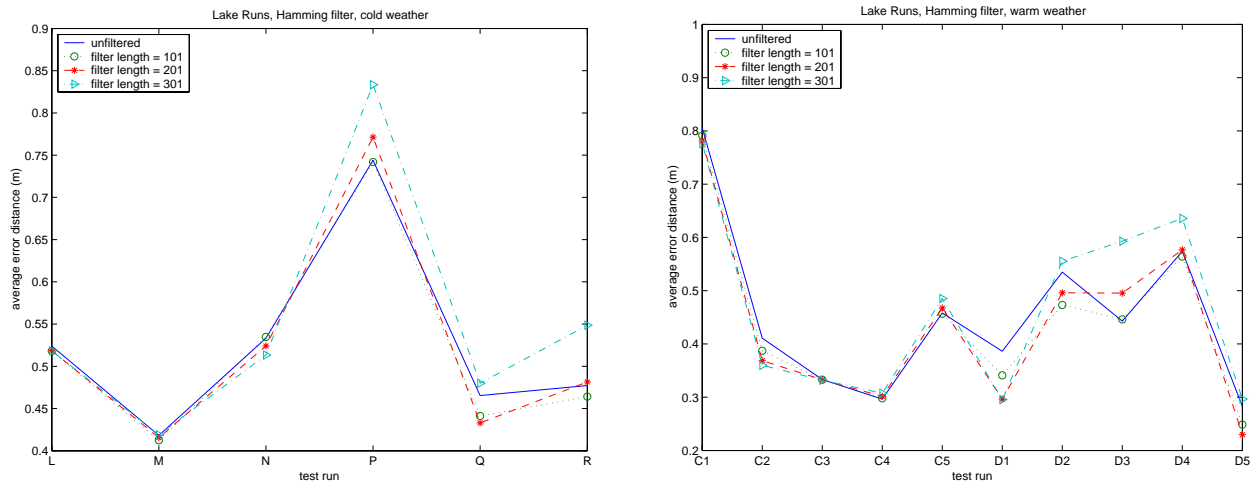 Lake Runs, Hamming filter, cold weather
0.9
0.85
0.8
0.75
0.7
0.65
0.6
0.55
0.5
0.45
0.4
average error distance (m)
unfiltered
filter length = 101
filter length = 201
filter length = 301
L M N P Q R
test run
Lake Runs, Hamming filter, warm weather
1
0.9
0.8
0.7
0.6
0.5
0.4
0.3
0.2
average error distance (m)
unfiltered
filter length = 101
filter length = 201
filter length = 301
C1 C2 C3 C4 C5 D1 D2 D3 D4 D5
test run